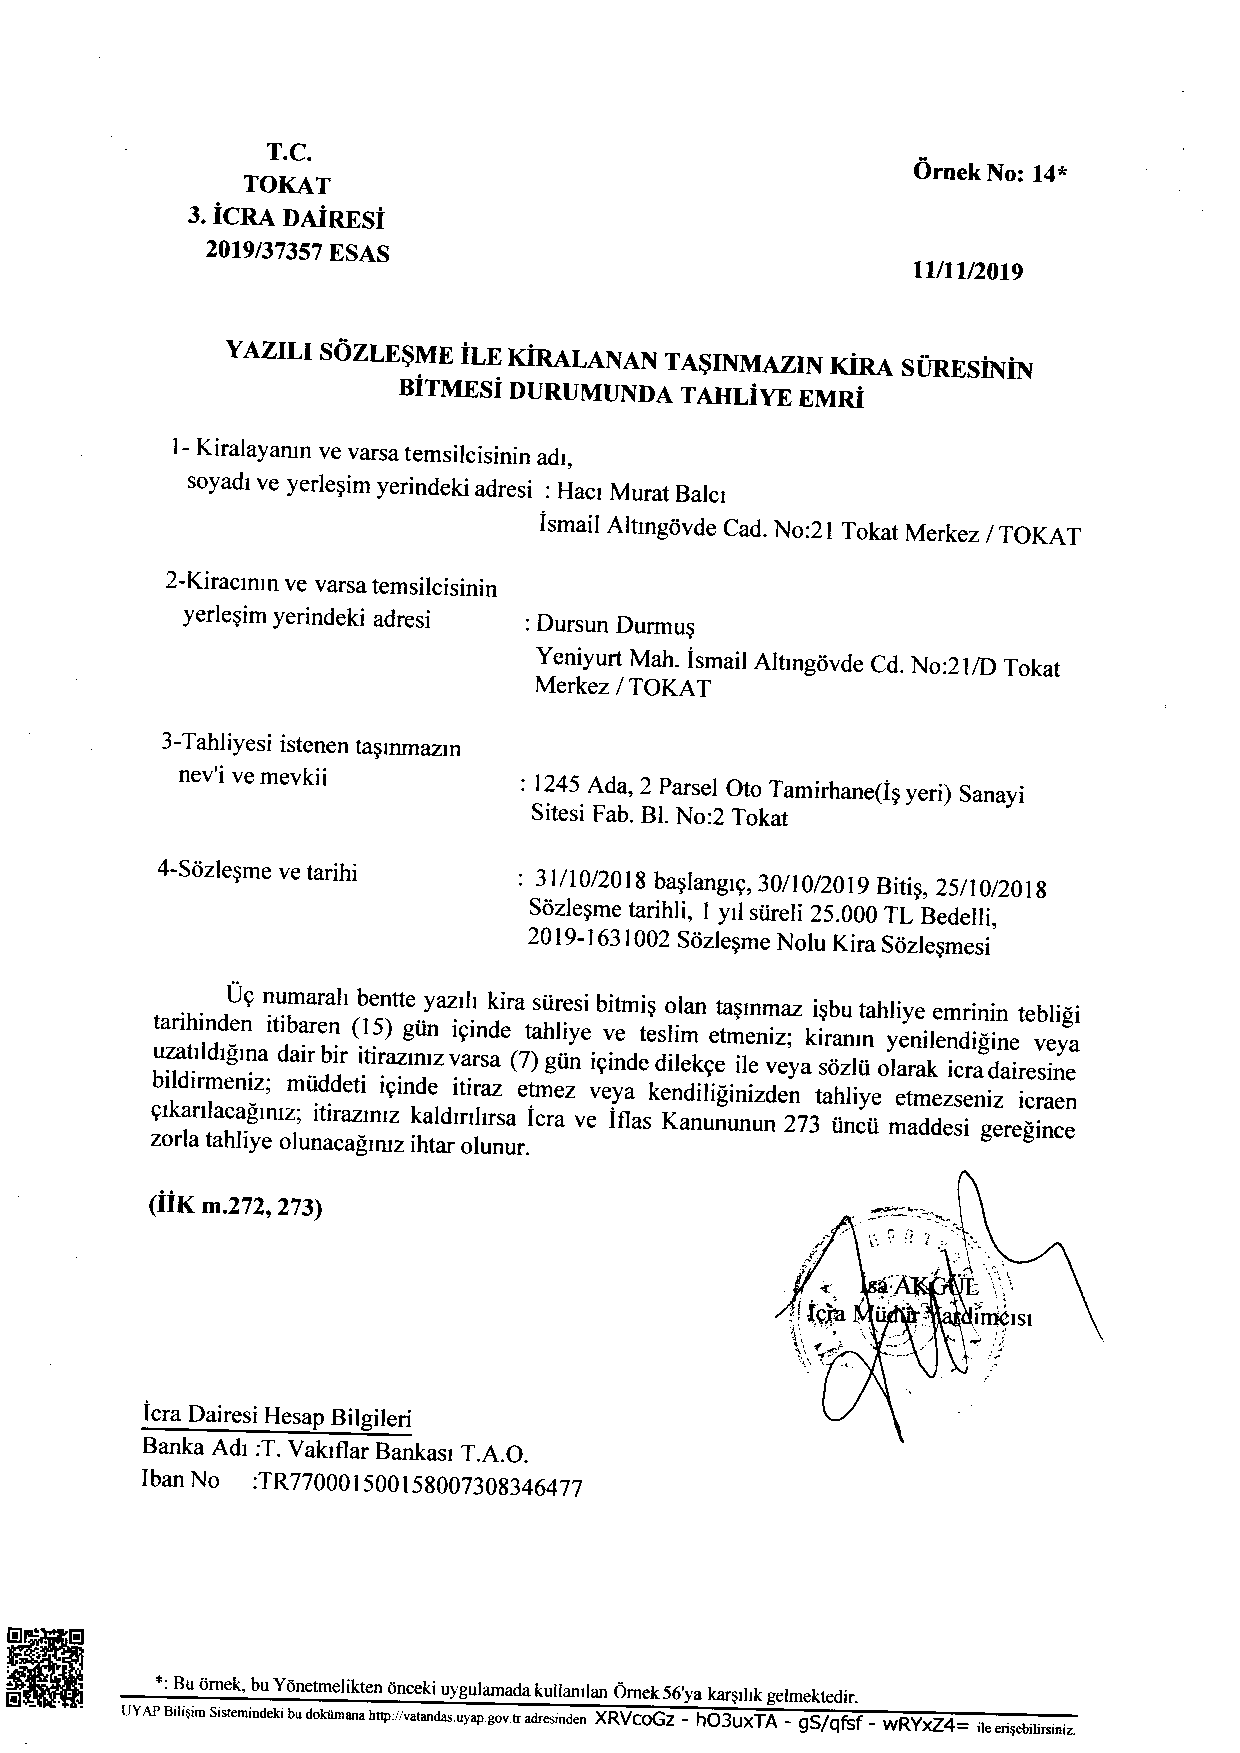 T.C.
TOKAT
3. İCRA DAİRESİ
2019/37357 ESAS
Örnek No: 14*
11/11/2019
YAZILI SÖZLEŞME İLE KİRALANAN TAŞINMAZIN KİRA SÜRESİNİN
BİTMESİ DURUMUNDA TAHLİYE EMRİ
1- Kiralayanın ve varsa temsilcisinin adı,
soyadı ve yerleşim yerindeki adresi : Hacı Murat Balcı
İsmail Altıngövde Cad. No:21 Tokat Merkez / TOKAT
2-Kiracının ve varsa temsilcisinin
yerleşim yerindeki adresi : Dursun Durmuş
Yeniyurt Mah. İsmail Altıngövde Cd. No:21/D Tokat
Merkez / TOKAT
3-Tahliyesi istenen taşınmazın
nev'i ve mevkii : 1245 Ada, 2 Parsel Oto Tamirhane(İş yeri) Sanayi
Sitesi Fab. Bl. No:2 Tokat
4-Sözleşme ve tarihi : 31/10/2018 başlangıç, 30/10/2019 Bitiş, 25/10/2018
Sözleşme tarihli, 1 yıl süreli 25.000 TL Bedelli,
2019-1631002 Sözleşme Nolu Kira Sözleşmesi
Üç numaralı bentte yazılı kira süresi bitmiş olan taşınmaz işbu tahliye emrinin tebliği
tarihinden itibaren (15) gün içinde tahliye ve teslim etmeniz; kiranın yenilendiğine veya
uzatıldığına dair bir itirazınız varsa (7) gün içinde dilekçe ile veya sözlü olarak icra dairesine
bildirmeniz; müddeti içinde itiraz etmez veya kendiliğinizden tahliye etmezseniz icraen
çıkarılacağınız; itirazınız kaldırılırsa İcra ve İflas Kanununun 273 üncü maddesi gereğince
zorla tahliye olunacağınız ihtar olunur.
(İİK m.272, 273)
İsa AKGÜL
İcra Müdür Yardımcısı
İcra Dairesi Hesap Bilgileri
Banka Adı :T. Vakıflar Bankası T.A.O.
Iban No :TR770001500158007308346477
*: Bu örnek, bu Yönetmelikten önceki uygulamada kullanılan Örnek 56'ya karşılık gelmektedir.
UYAP Bilişim Sistemindeki bu dokümana http://vatandas.uyap.gov.tr adresinden XRVcoGz - hO3uxTA - gS/qfsf - wRYxZ4= ile erişebilirsiniz.